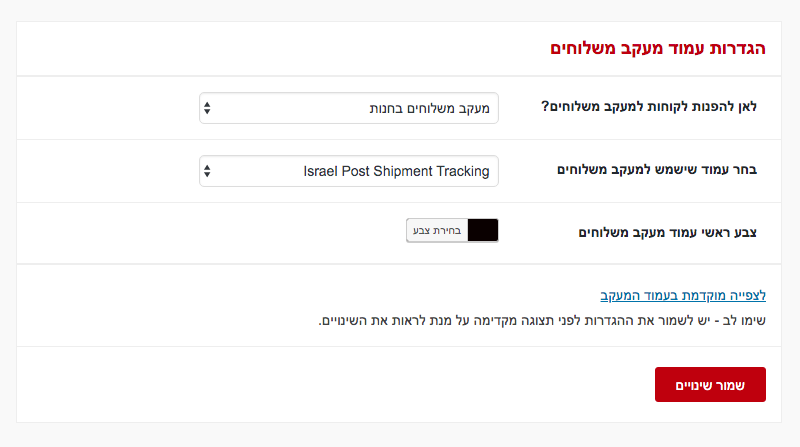 הגדרות עמוד מעקב משלוחים
לאן להפנות לקוחות למעקב משלוחים?
מעקב משלוחים בחנות
בחר עמוד שישמש למעקב משלוחים
Israel Post Shipment Tracking
צבע ראשי עמוד מעקב משלוחים
בחירת צבע
לצפייה מוקדמת בעמוד המעקב
שימו לב - יש לשמור את ההגדרות לפני תצוגה מקדימה על מנת לראות את השינויים.
שמור שינויים